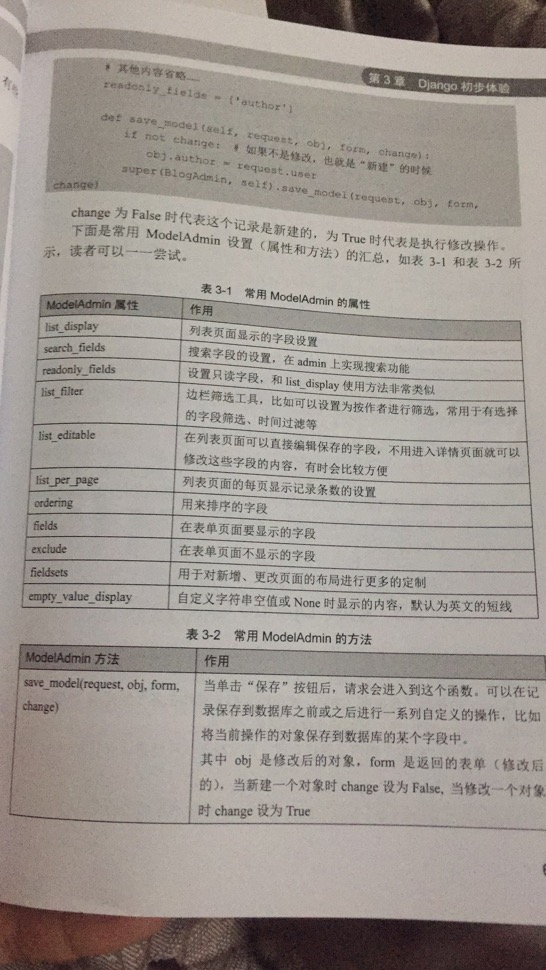 第 3 章 Django 初步体验
# 其他内容省略……
readonly_fields = ['author']
def save_model(self, request, obj, form, change):
if not change: # 如果不是修改，也就是“新建”的时候
obj.author = request.user
super(BlogAdmin, self).save_model(request, obj, form,
change)
change 为 False 时代表这个记录是新建的，为 True 时代表是执行修改操作。
下面是常用 ModelAdmin 设置（属性和方法）的汇总，如表 3-1 和表 3-2 所
示，读者可以一一尝试。
表 3-1 常用 ModelAdmin 的属性
ModelAdmin 属性 作用
list_display 列表页面显示的字段设置
search_fields 搜索字段的设置，在 admin 上实现搜索功能
readonly_fields 设置只读字段，和 list_display 使用方法非常类似
list_filter 边栏筛选工具，比如可以设置为按作者进行筛选，常用于有选择
的字段筛选、时间过滤等
list_editable 在列表页面可以直接编辑保存的字段，不用进入详情页面就可以
修改这些字段的内容，有时会比较方便
list_per_page 列表页面的每页显示记录条数的设置
ordering 用来排序的字段
fields 在表单页面要显示的字段
exclude 在表单页面不显示的字段
fieldsets 用于对新增、更改页面的布局进行更多的定制
empty_value_display 自定义字符串空值或 None 时显示的内容，默认为英文的短线
表 3-2 常用 ModelAdmin 的方法
ModelAdmin 方法 作用
save_model(request, obj, form, 当单击“保存”按钮后，请求会进入到这个函数。可以在记
change) 录保存到数据库之前或之后进行一系列自定义的操作，比如
将当前操作的对象保存到数据库的某个字段中。
其中 obj 是修改后的对象，form 是返回的表单（修改后
的），当新建一个对象时 change 设为 False, 当修改一个对象
时 change 设为 True